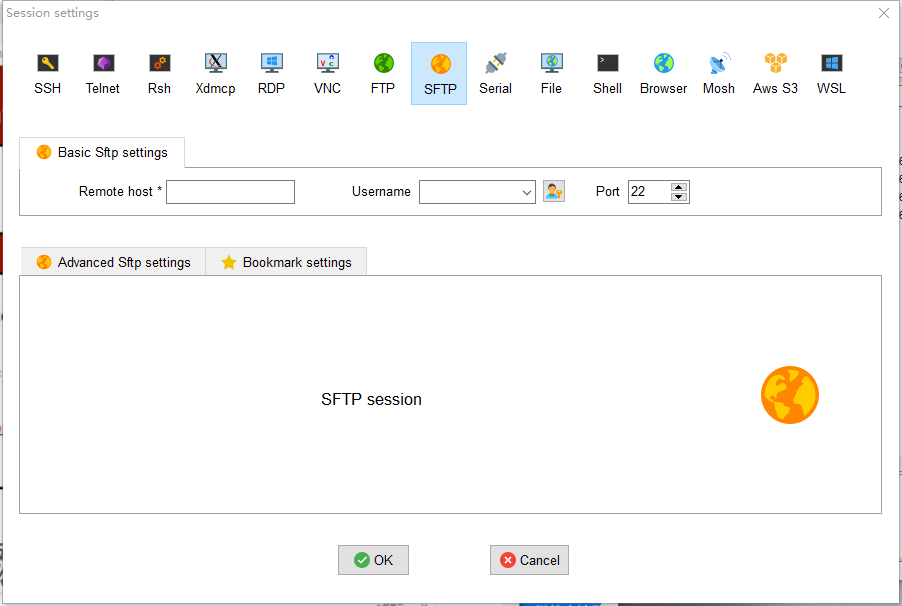 Session settings
SSH Telnet Rsh Xdmcp RDP VNC FTP SFTP Serial File Shell Browser Mosh Aws S3 WSL
Basic Sftp settings
Remote host * Username Port 22
Advanced Sftp settings Bookmark settings
SFTP session
OK Cancel